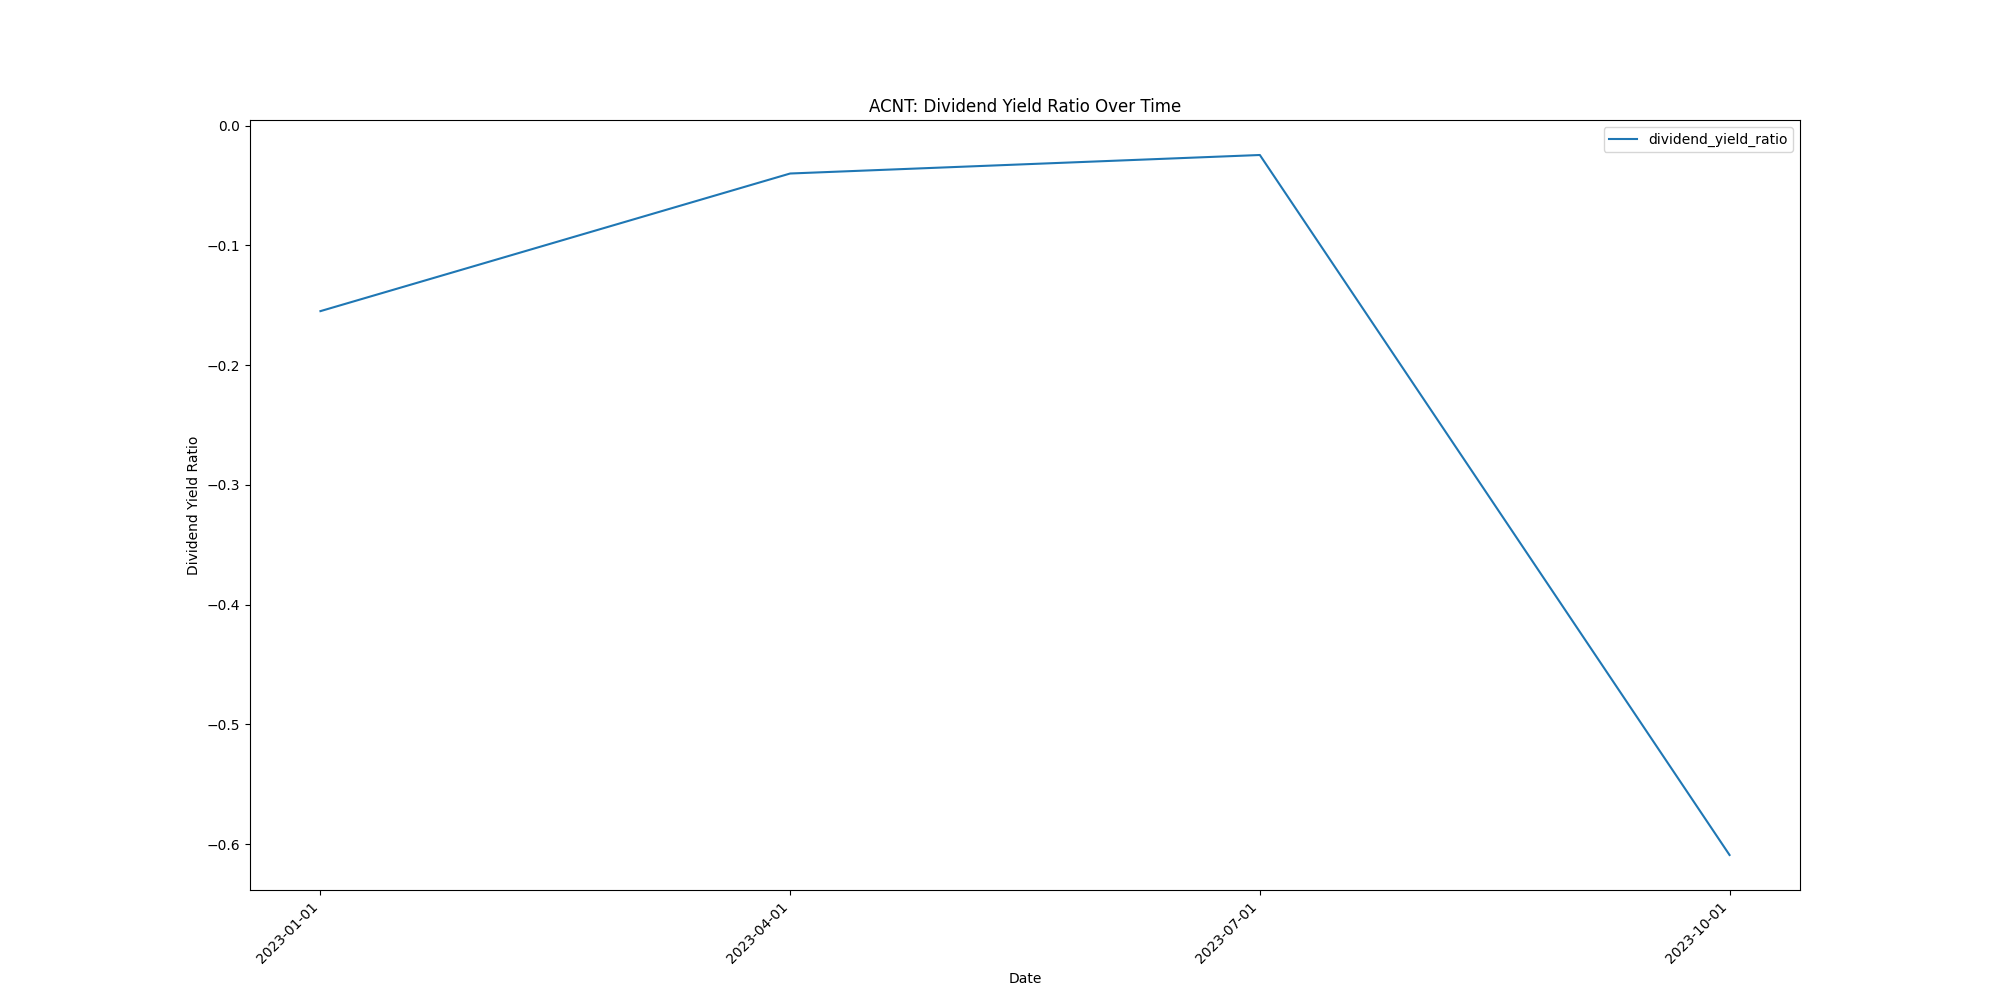 ACNT: Dividend Yield Ratio Over Time
dividend_yield_ratio
Dividend Yield Ratio
0.0
−0.1
−0.2
−0.3
−0.4
−0.5
−0.6
2023-01-01
2023-04-01
2023-07-01
2023-10-01
Date